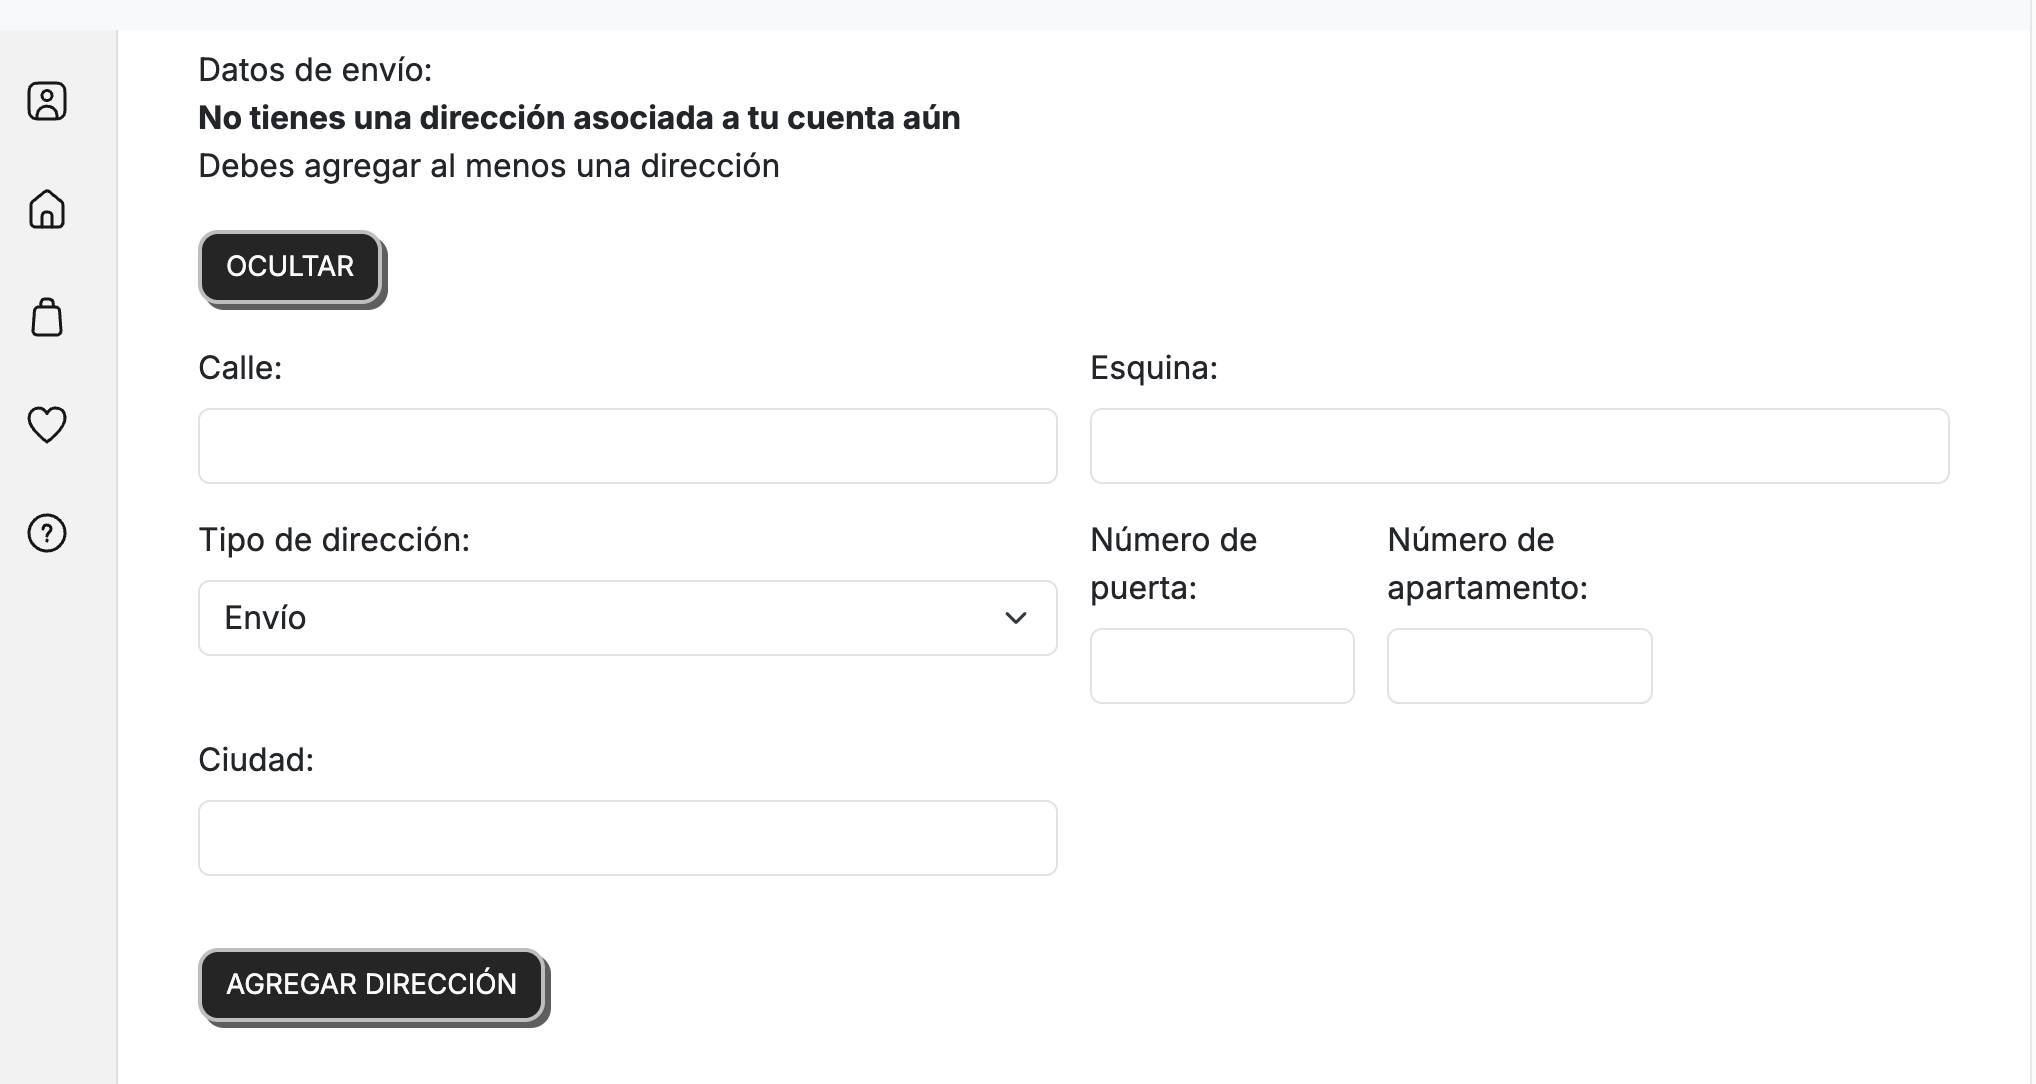 Datos de envío:
No tienes una dirección asociada a tu cuenta aún
Debes agregar al menos una dirección
OCULTAR
Calle:
Esquina:
Tipo de dirección:
Envío
Número de
puerta:
Número de
apartamento:
Ciudad:
AGREGAR DIRECCIÓN